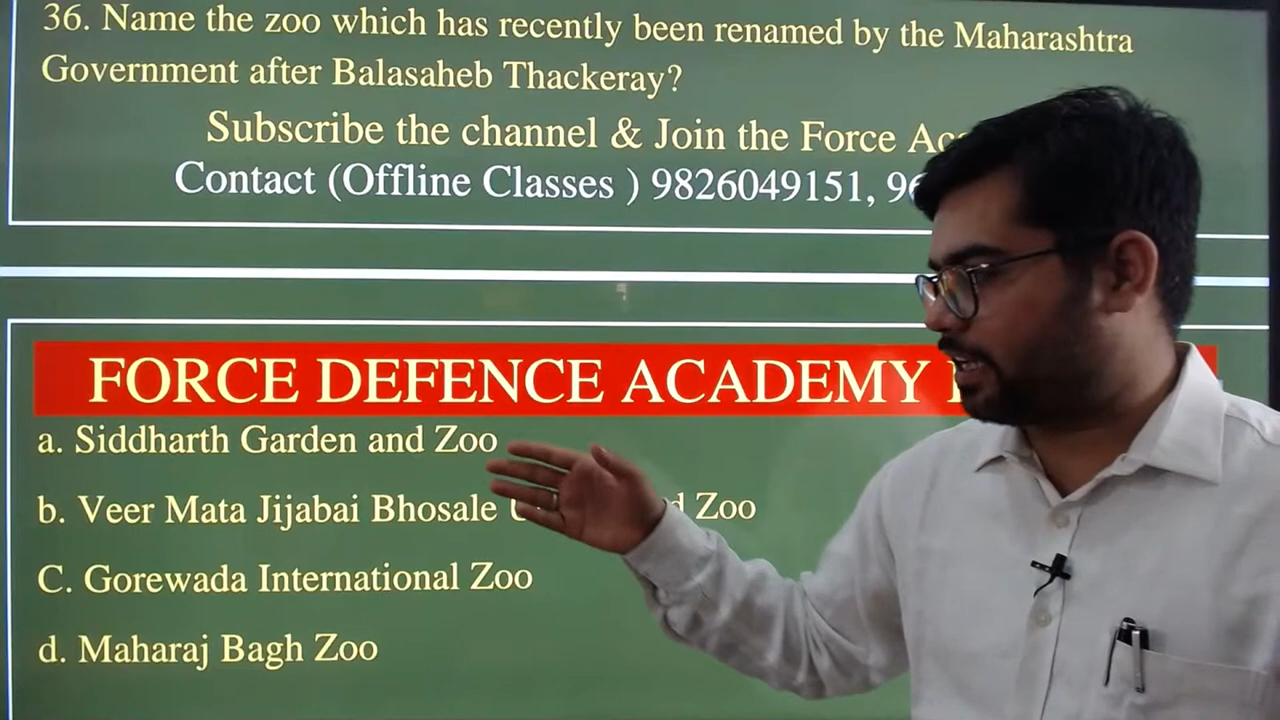 36. Name the zoo which has recently been renamed by the Maharashtra
Government after Balasaheb Thackeray?
Subscribe the channel & Join the Force
Contact (Offline Classes ) 9826049151,
FORCE DEFENCE ACADEMY
a. Siddharth Garden and Zoo
b. Veer Mata Jijabai Bhosale Zoo
C. Gorewada International Zoo
d. Maharaj Bagh Zoo